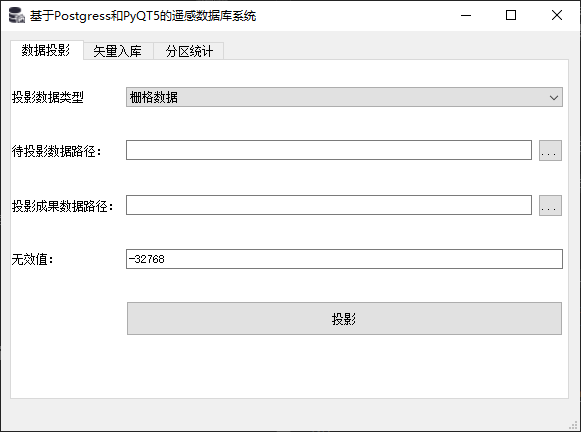 基于Postgress和PyQT5的遥感数据库系统
数据投影 矢量入库 分区统计
投影数据类型 栅格数据
待投影数据路径： ...
投影成果数据路径： ...
无效值： -32768
投影